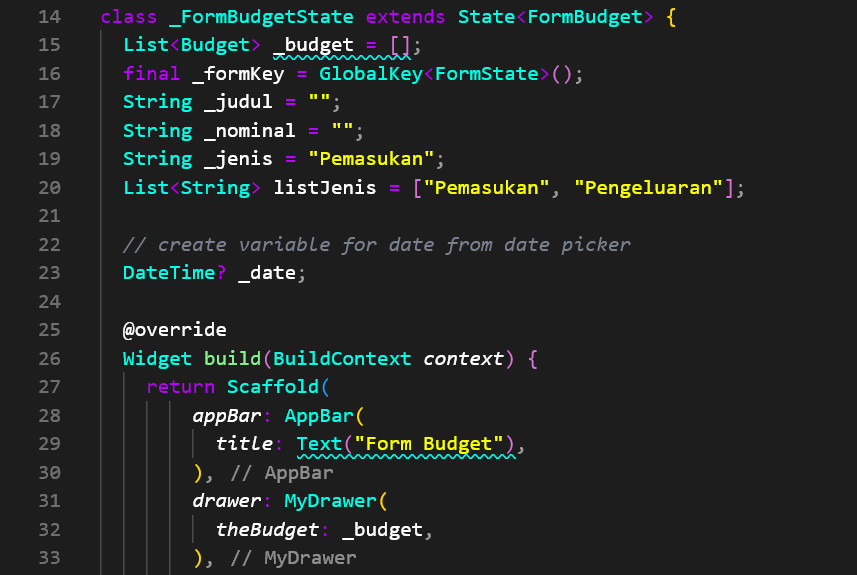 14 class _FormBudgetState extends State<FormBudget> {
15   List<Budget> _budget = [];
16   final _formKey = GlobalKey<FormState>();
17   String _judul = "";
18   String _nominal = "";
19   String _jenis = "Pemasukan";
20   List<String> listJenis = ["Pemasukan", "Pengeluaran"];
21
22   // create variable for date from date picker
23   DateTime? _date;
24
25   @override
26   Widget build(BuildContext context) {
27     return Scaffold(
28         appBar: AppBar(
29           title: Text("Form Budget"),
30         ), // AppBar
31         drawer: MyDrawer(
32           theBudget: _budget,
33         ), // MyDrawer